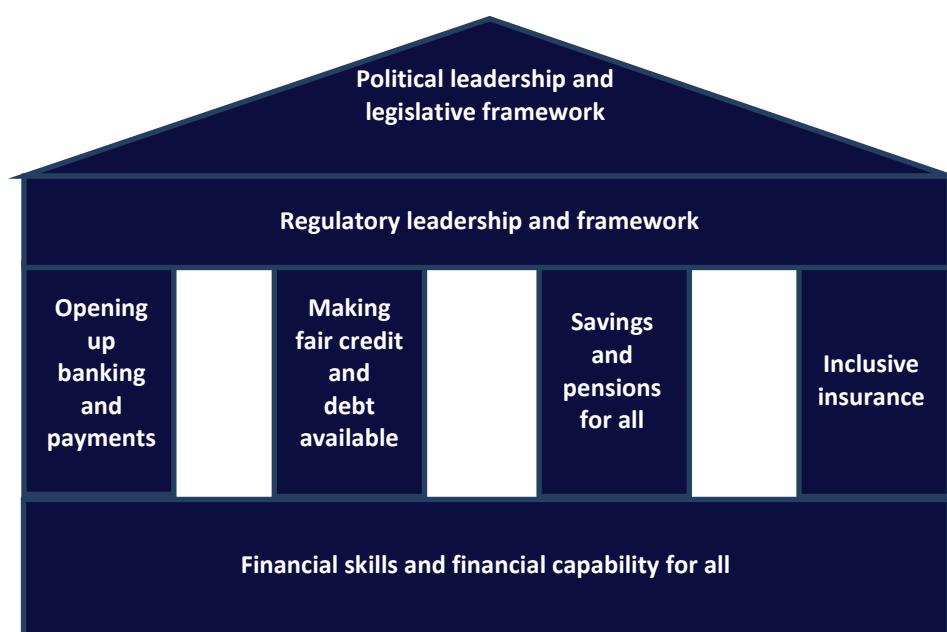 Political leadership and
legislative framework
Regulatory leadership and framework
Opening
up
banking
and
payments
Making
fair credit
and
debt
available
Savings
and
pensions
for all
Inclusive
insurance
Financial skills and financial capability for all